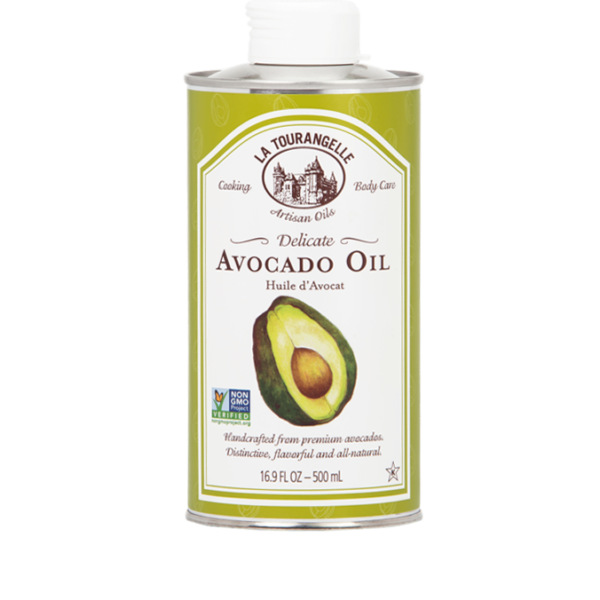 LA TOURANGELLE
Cooking
Body Care
Artisan Oils
Delicate
AVOCADO OIL
Huile d'Avocat
NON
GMO
Project
VERIFIED
nongmoproject.org
Handcrafted from premium avocados.
Distinctive, flavorful and all-natural.
16.9 FL OZ – 500 mL
K